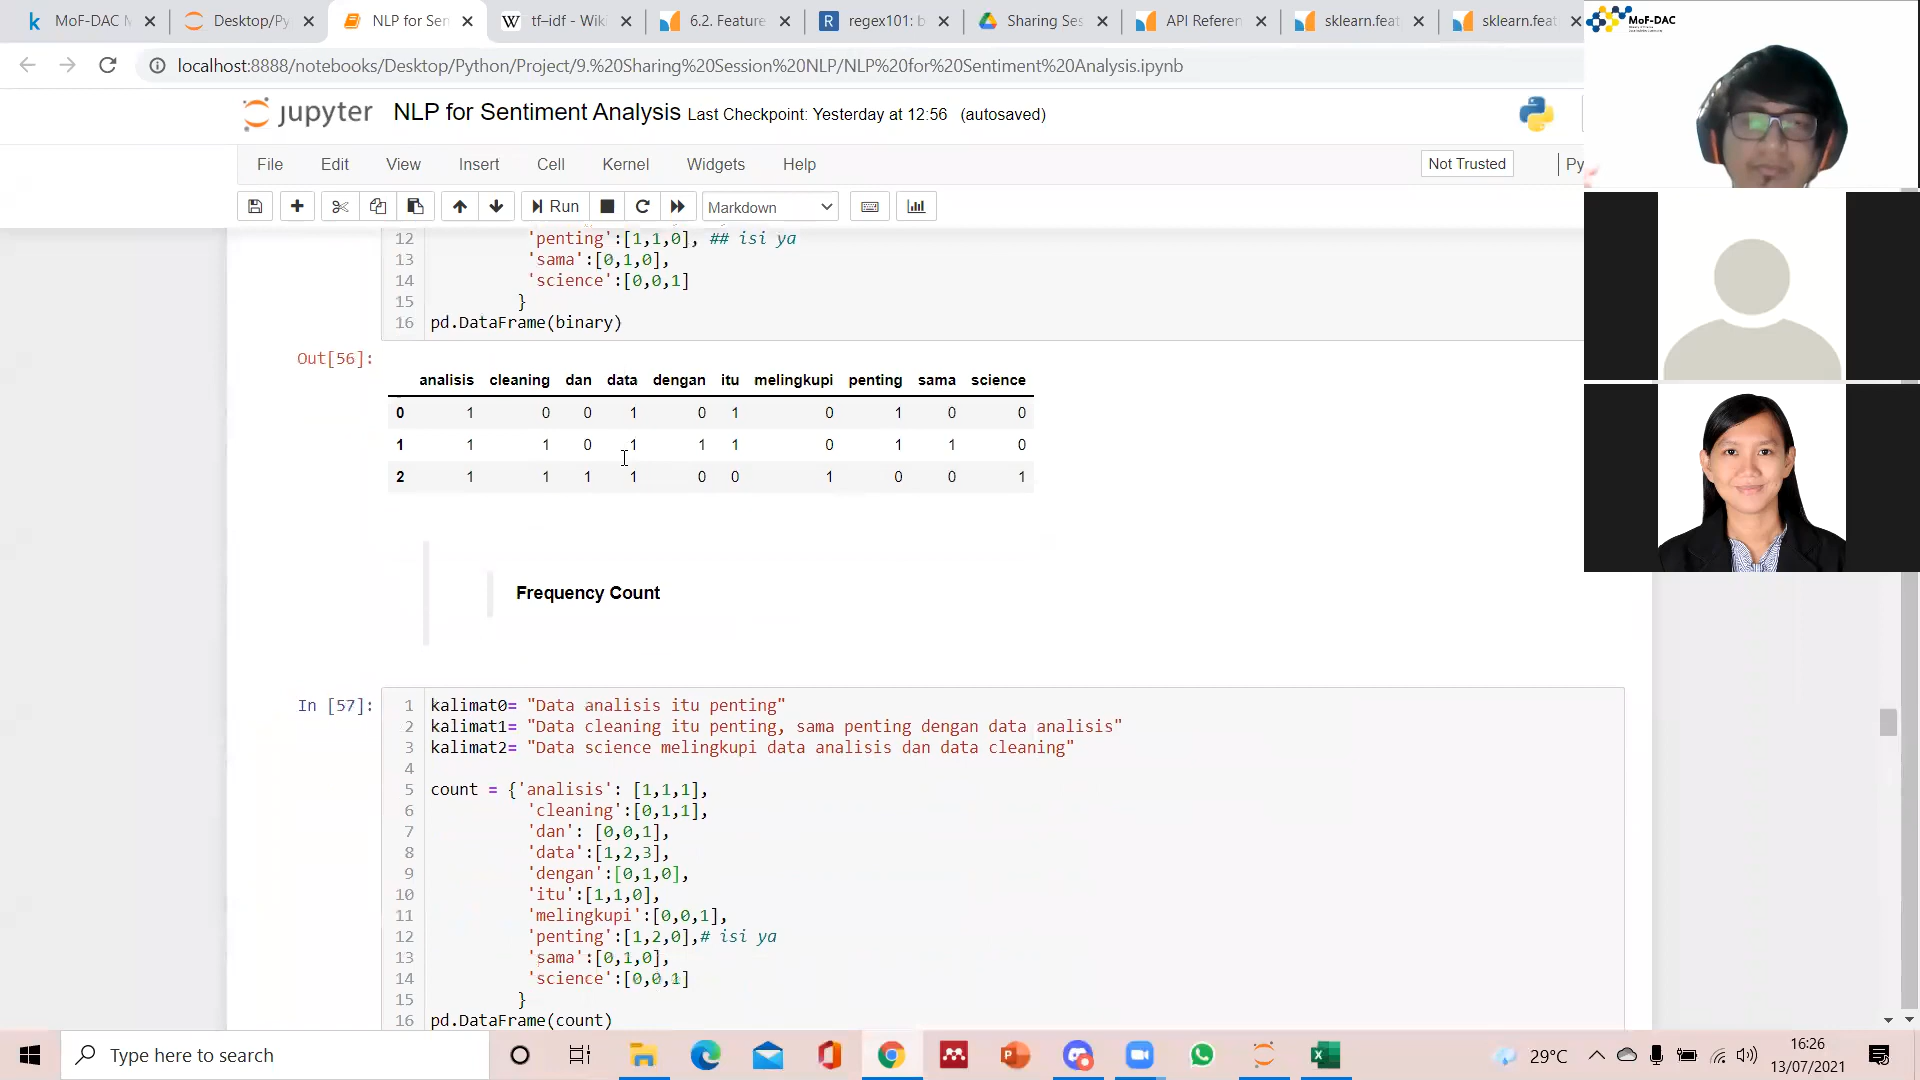 MoF-DAC M
Desktop/Py
NLP for Sen
tf–idf - Wiki
6.2. Feature
regex101: b
Sharing Ses
API Referen
sklearn.feat
sklearn.feat
MoF-DAC
localhost:8888/notebooks/Desktop/Python/Project/9.%20Sharing%20Session%20NLP/NLP%20for%20Sentiment%20Analysis.ipynb
jupyter NLP for Sentiment Analysis Last Checkpoint: Yesterday at 12:56 (autosaved)
File Edit View Insert Cell Kernel Widgets Help Not Trusted Py
Run Markdown
12 'penting':[1,1,0], ## isi ya
13 'sama':[0,1,0],
14 'science':[0,0,1]
15 }
16 pd.DataFrame(binary)
Out[56]:
analisis cleaning dan data dengan itu melingkupi penting sama science
0 1 0 0 1 0 1 0 1 0 0
1 1 1 0 1 1 1 0 1 1 0
2 1 1 1 1 0 0 1 0 0 1
Frequency Count
In [57]:
1 kalimat0= "Data analisis itu penting"
2 kalimat1= "Data cleaning itu penting, sama penting dengan data analisis"
3 kalimat2= "Data science melingkupi data analisis dan data cleaning"
4
5 count = {'analisis': [1,1,1],
6 'cleaning':[0,1,1],
7 'dan': [0,0,1],
8 'data':[1,2,3],
9 'dengan':[0,1,0],
10 'itu':[1,1,0],
11 'melingkupi':[0,0,1],
12 'penting':[1,2,0],# isi ya
13 'sama':[0,1,0],
14 'science':[0,0,1]
15 }
16 pd.DataFrame(count)
Type here to search
29°C
16:26
13/07/2021